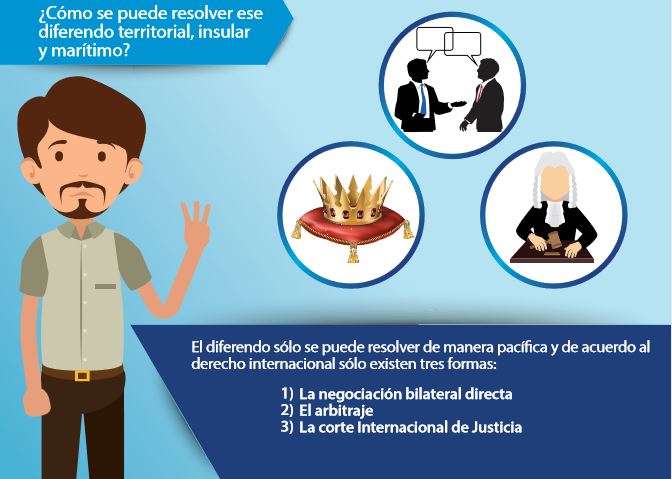 ¿Cómo se puede resolver ese
diferendo territorial, insular
y marítimo?
El diferendo sólo se puede resolver de manera pacífica y de acuerdo al
derecho internacional sólo existen tres formas:
1) La negociación bilateral directa
2) El arbitraje
3) La corte Internacional de Justicia